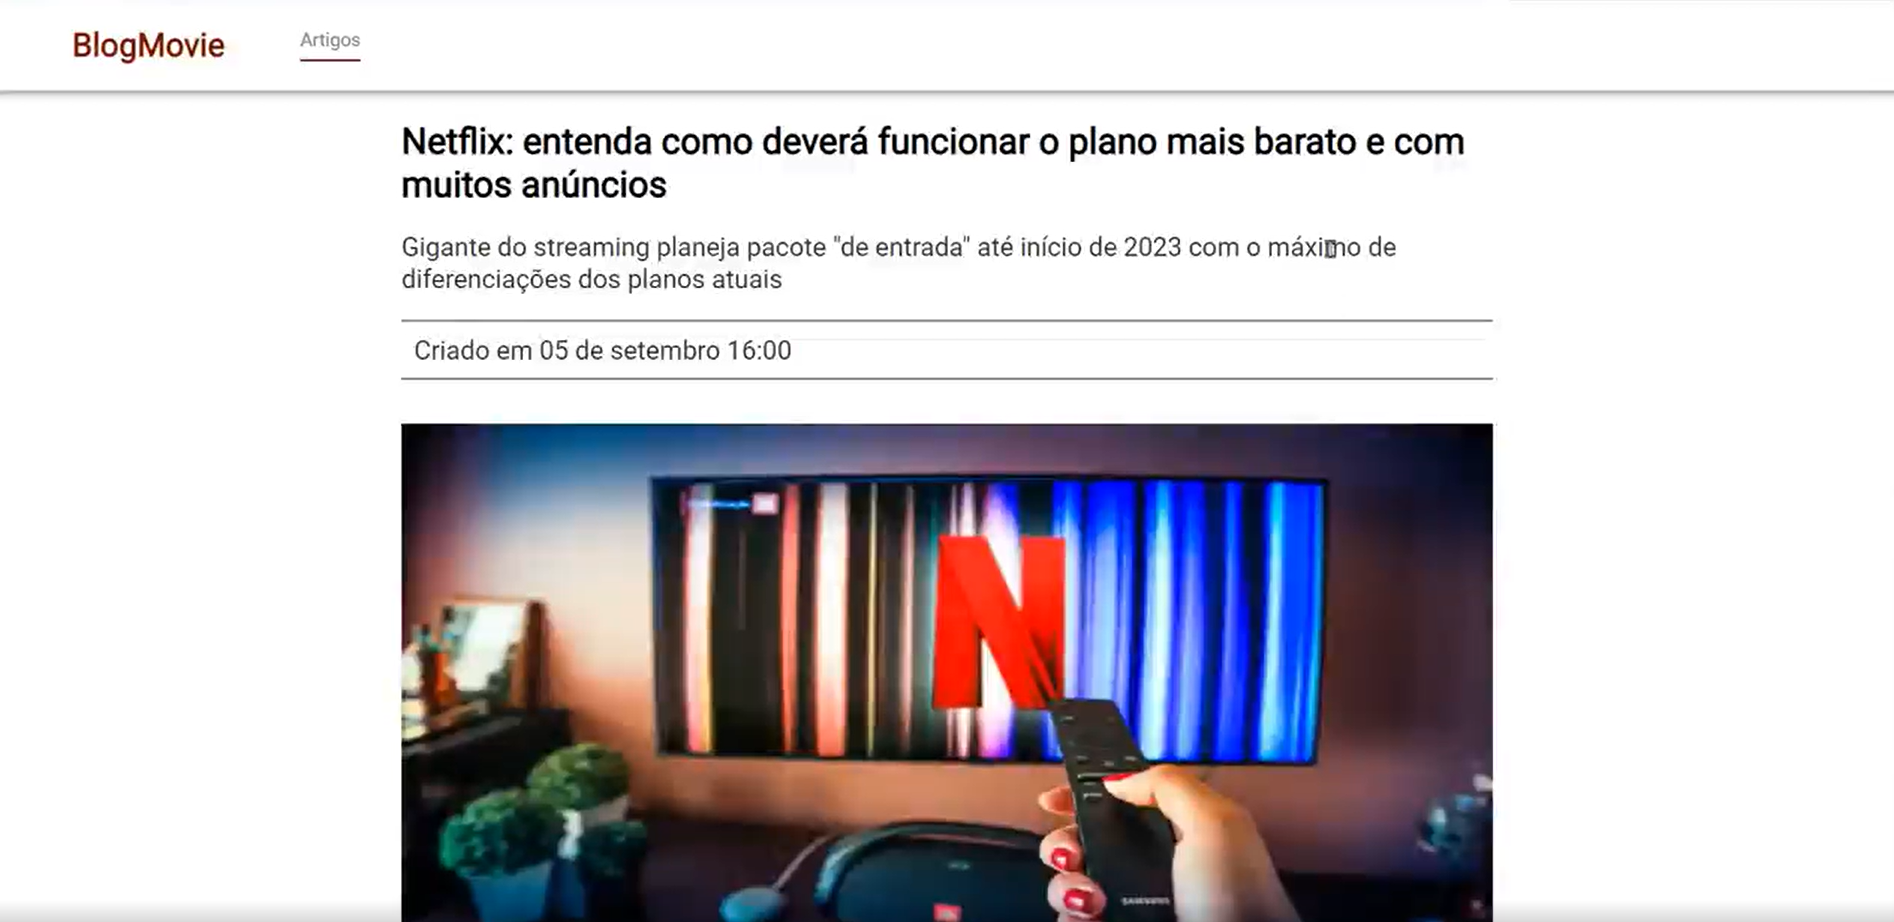 BlogMovie
Artigos
Netflix: entenda como deverá funcionar o plano mais barato e com
muitos anúncios
Gigante do streaming planeja pacote "de entrada" até início de 2023 com o máximo de
diferenciações dos planos atuais
Criado em 05 de setembro 16:00
N
SAMSUNG
JBL